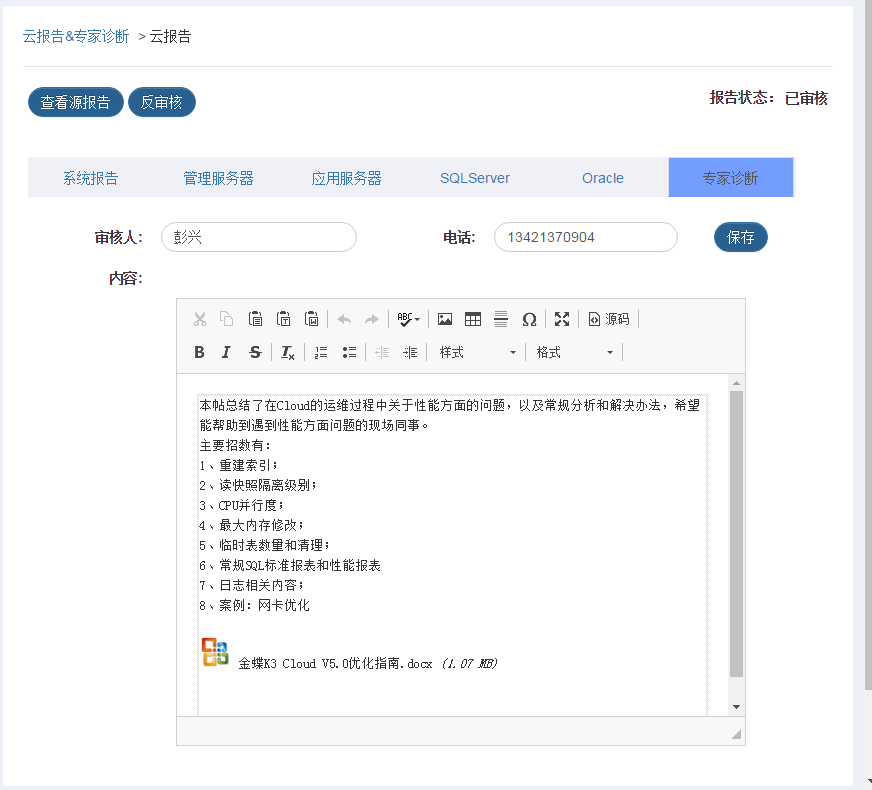 云报告&专家诊断 > 云报告
查看源报告 反审核 报告状态: 已审核
系统报告 管理服务器 应用服务器 SQLServer Oracle 专家诊断
审核人: 彭兴 电话: 13421370904 保存
内容:
ABC 源码
B I S Tx 样式 格式
本帖总结了在Cloud的运维过程中关于性能方面的问题，以及常规分析和解决办法，希望
能帮助到遇到性能方面问题的现场同事。
主要招数有：
1、重建索引；
2、读快照隔离级别；
3、CPU并行度；
4、最大内存修改；
5、临时表数量和清理；
6、常规SQL标准报表和性能报表
7、日志相关内容；
8、案例：网卡优化
金蝶K3 Cloud V5.0优化指南.docx (1.07 MB)